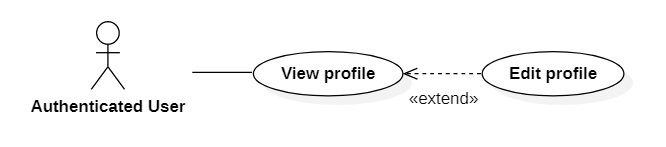 View profile
Edit profile
«extend»
Authenticated User